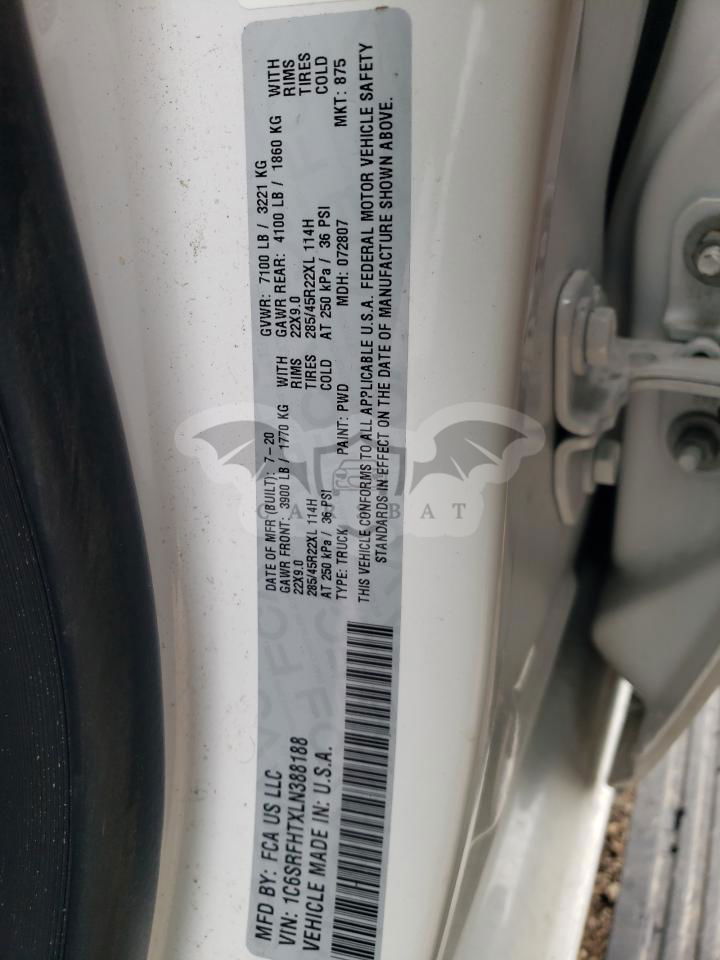 MFD BY: FCA US LLC
DATE OF MFR (BUILT): 7-20
GVWR: 7100 LB / 3221 KG
GAWR FRONT: 3900 LB / 1770 KG WITH
GAWR REAR: 4100 LB / 1860 KG WITH
22X9.0 RIMS
22X9.0 RIMS
285/45R22XL 114H TIRES
285/45R22XL 114H TIRES
AT 250 kPa / 36 PSI COLD
AT 250 kPa / 36 PSI COLD
VIN: 1C6SRFHTXLN388188
TYPE: TRUCK PAINT: PWD MDH: 072807 MKT: 875
VEHICLE MADE IN: U.S.A.
THIS VEHICLE CONFORMS TO ALL APPLICABLE U.S.A. FEDERAL MOTOR VEHICLE SAFETY
STANDARDS IN EFFECT ON THE DATE OF MANUFACTURE SHOWN ABOVE.
CAR BAT